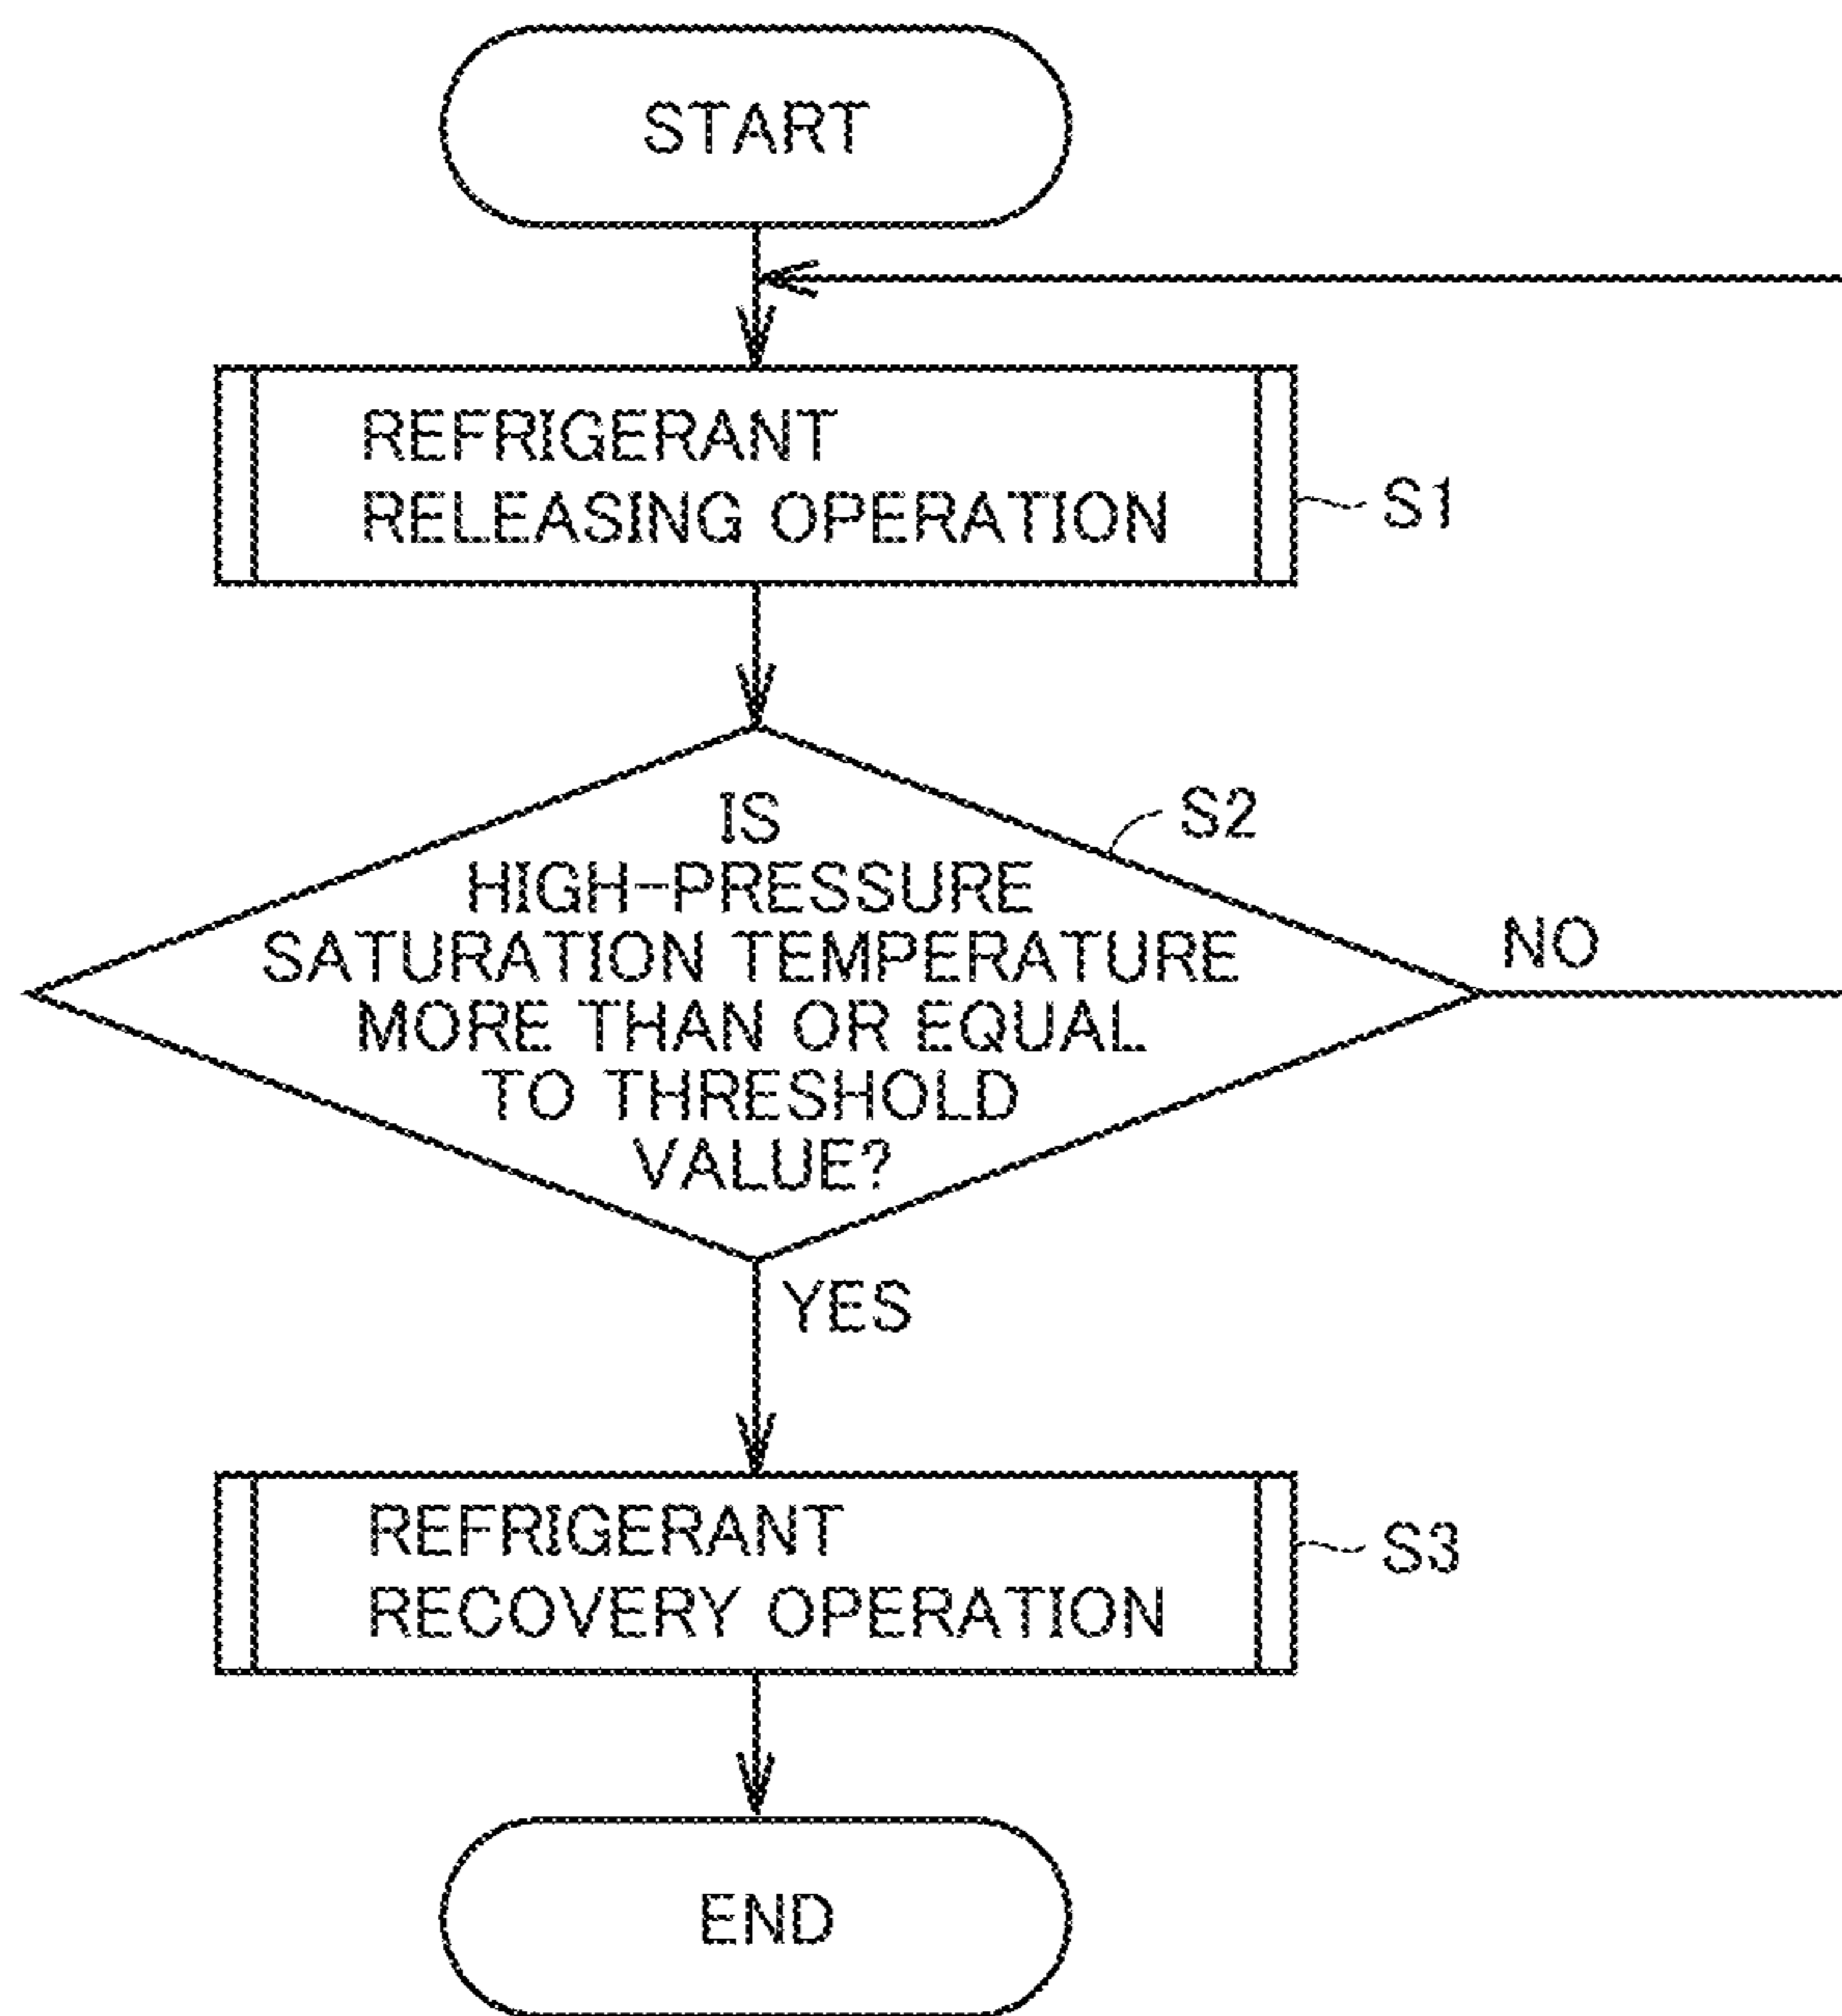 START
REFRIGERANT
RELEASING OPERATION
S1
IS
HIGH-PRESSURE
SATURATION TEMPERATURE
MORE THAN OR EQUAL
TO THRESHOLD
VALUE?
S2
NO
YES
REFRIGERANT
RECOVERY OPERATION
S3
END